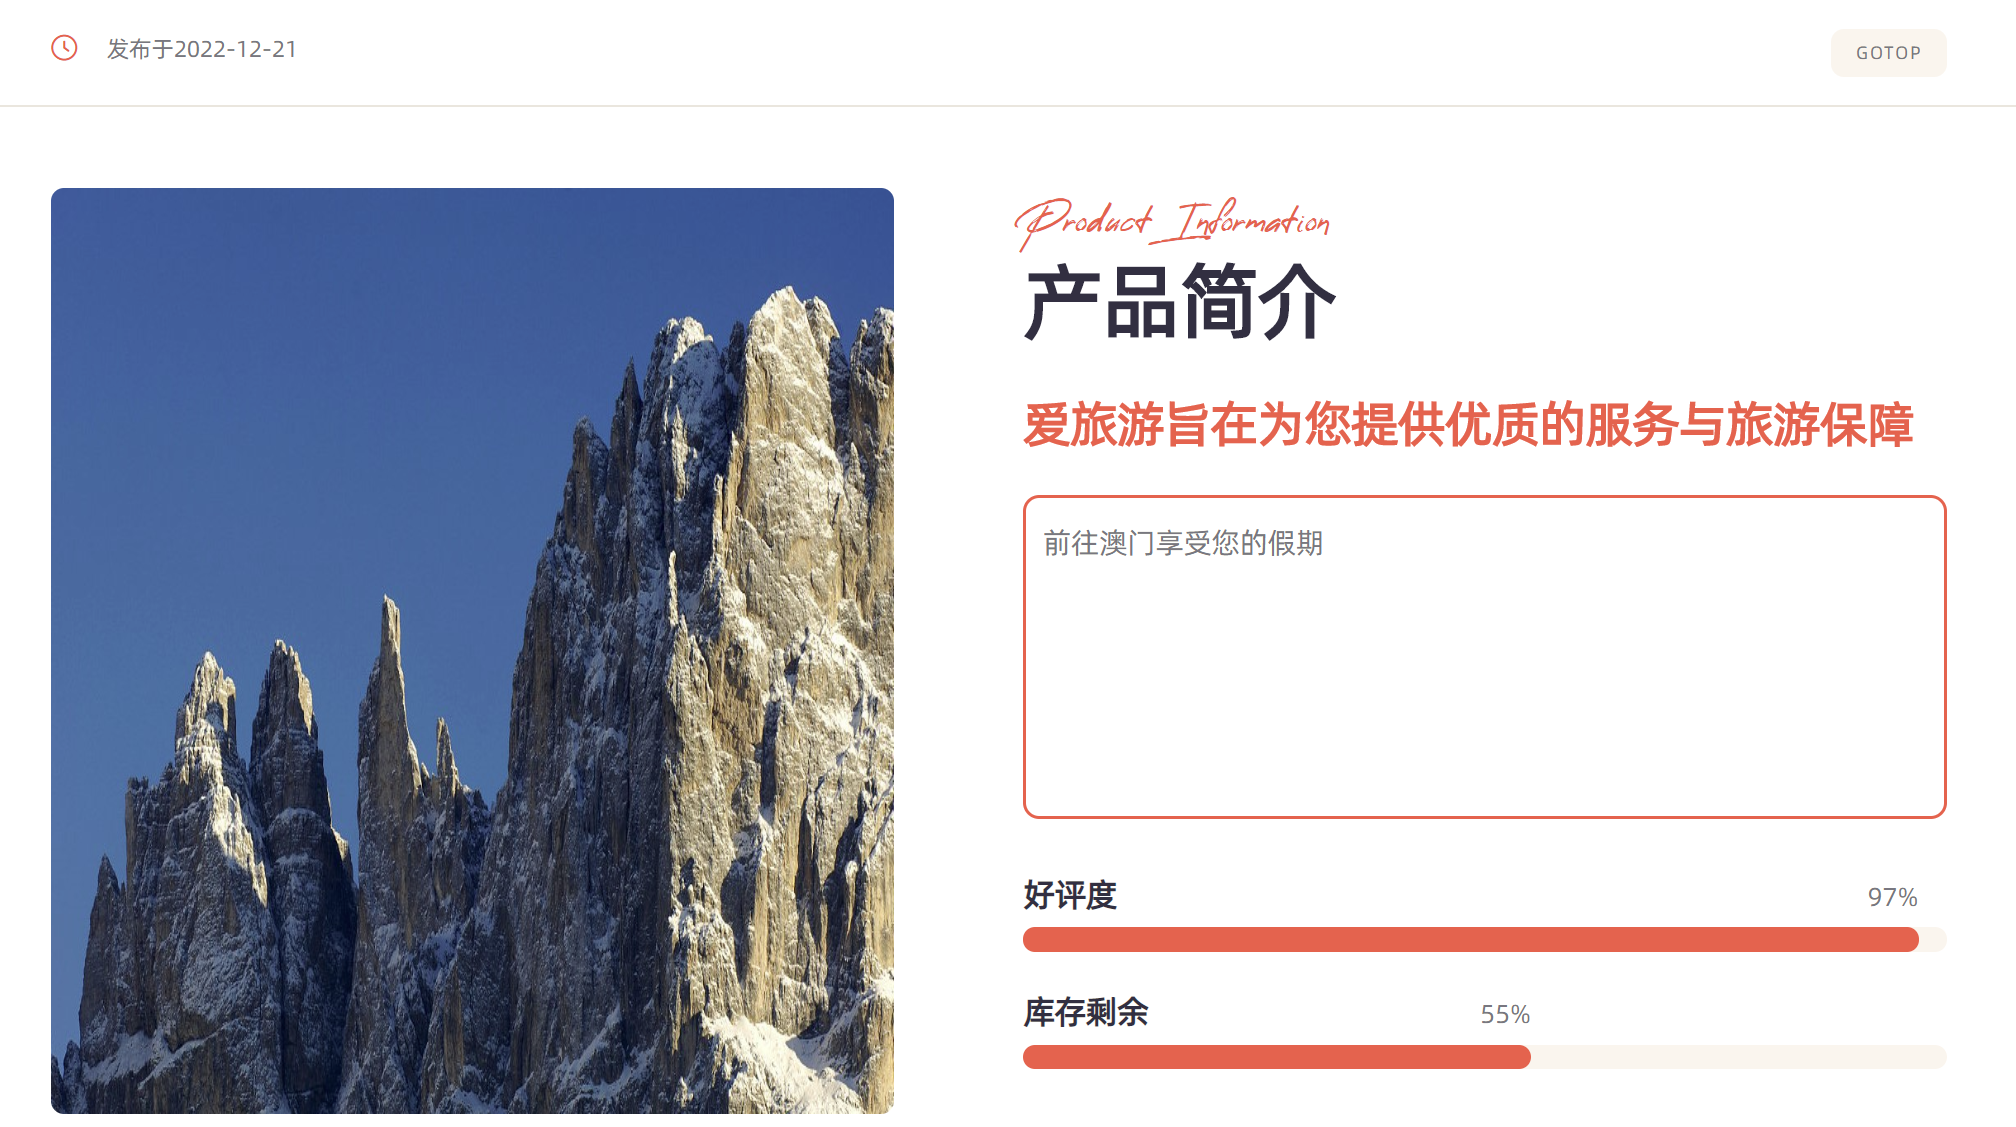 发布于2022-12-21
GOTOP
Product Information
产品简介
爱旅游旨在为您提供优质的服务与旅游保障
前往澳门享受您的假期
好评度 97%
库存剩余 55%